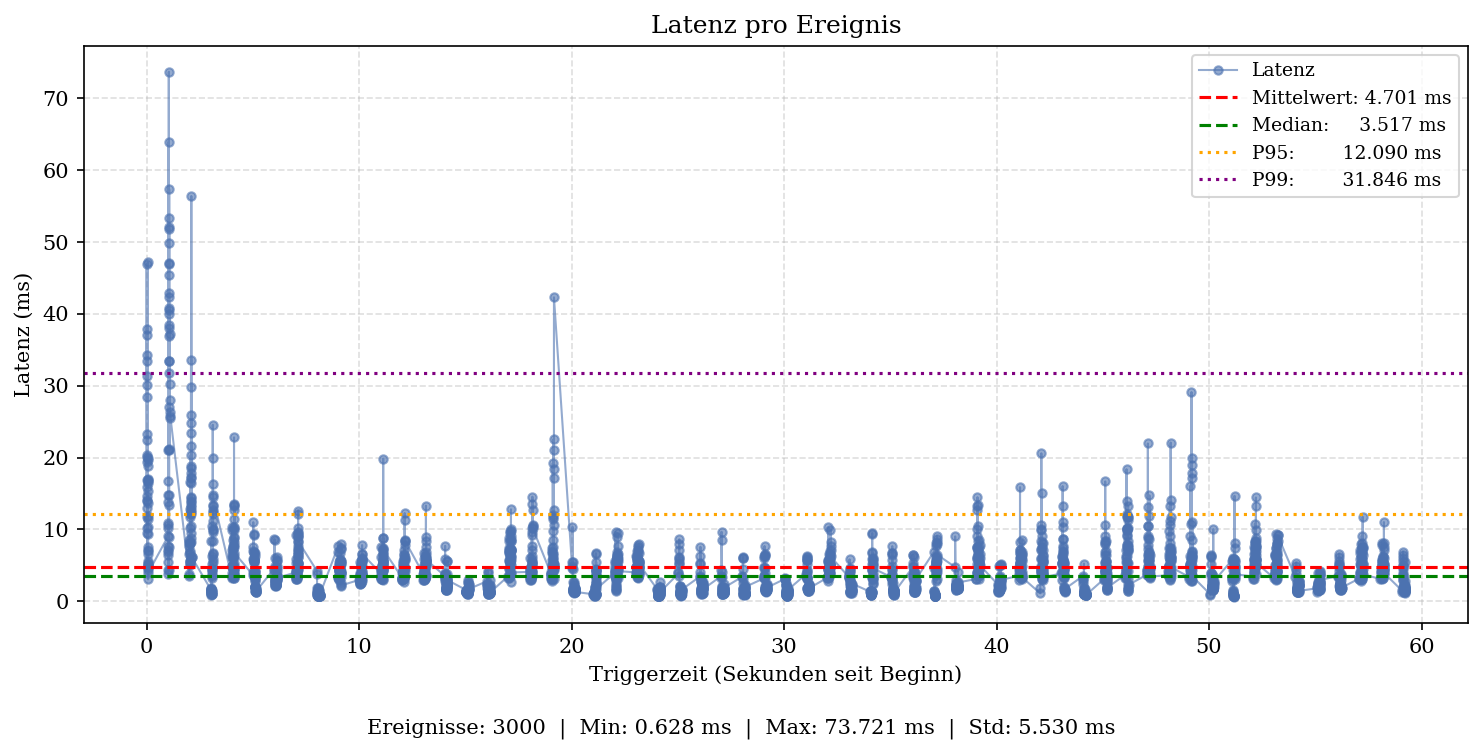 Latenz pro Ereignis
Latenz (ms)
70
60
50
40
30
20
10
0
Latenz
Mittelwert: 4.701 ms
Median: 3.517 ms
P95: 12.090 ms
P99: 31.846 ms
0 10 20 30 40 50 60
Triggerzeit (Sekunden seit Beginn)
Ereignisse: 3000 | Min: 0.628 ms | Max: 73.721 ms | Std: 5.530 ms